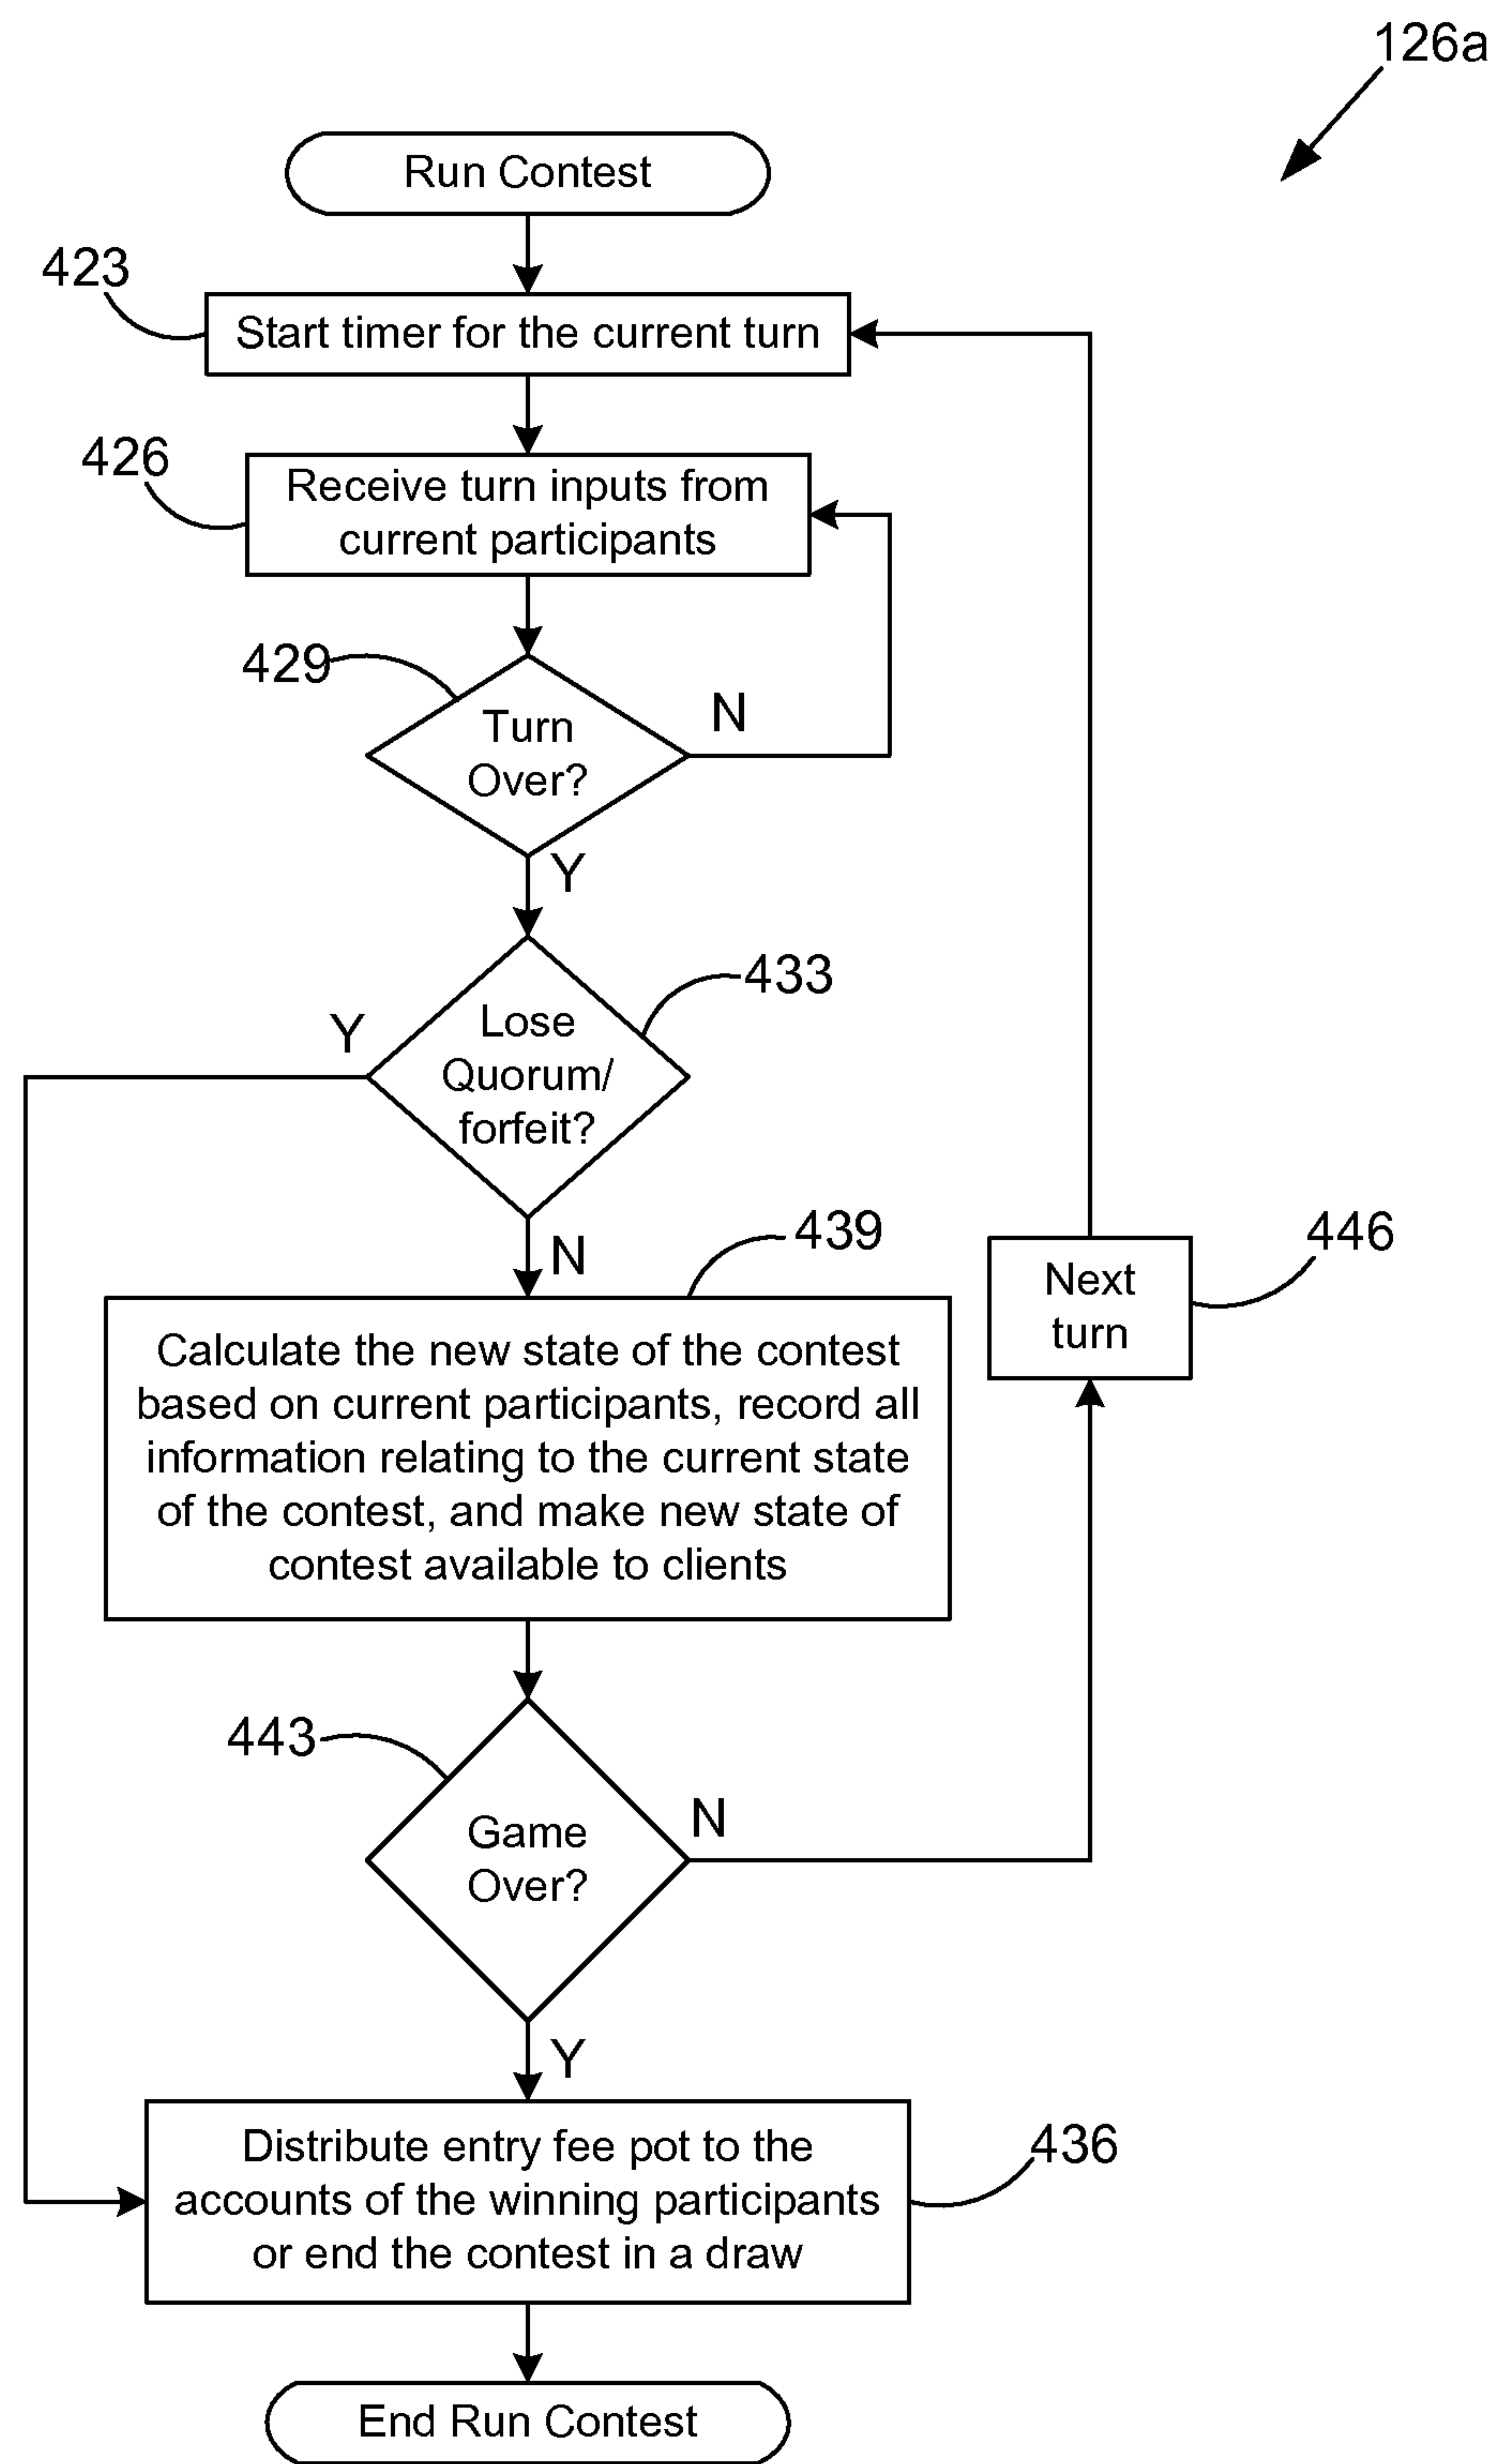 126a
Run Contest
423
Start timer for the current turn
426
Receive turn inputs from
current participants
429
Turn
Over?
N
Y
433
Lose
Quorum/
forfeit?
Y
N
439
Calculate the new state of the contest
based on current participants, record all
information relating to the current state
of the contest, and make new state of
contest available to clients
446
Next
turn
443
Game
Over?
N
Y
Distribute entry fee pot to the
accounts of the winning participants
or end the contest in a draw
436
End Run Contest